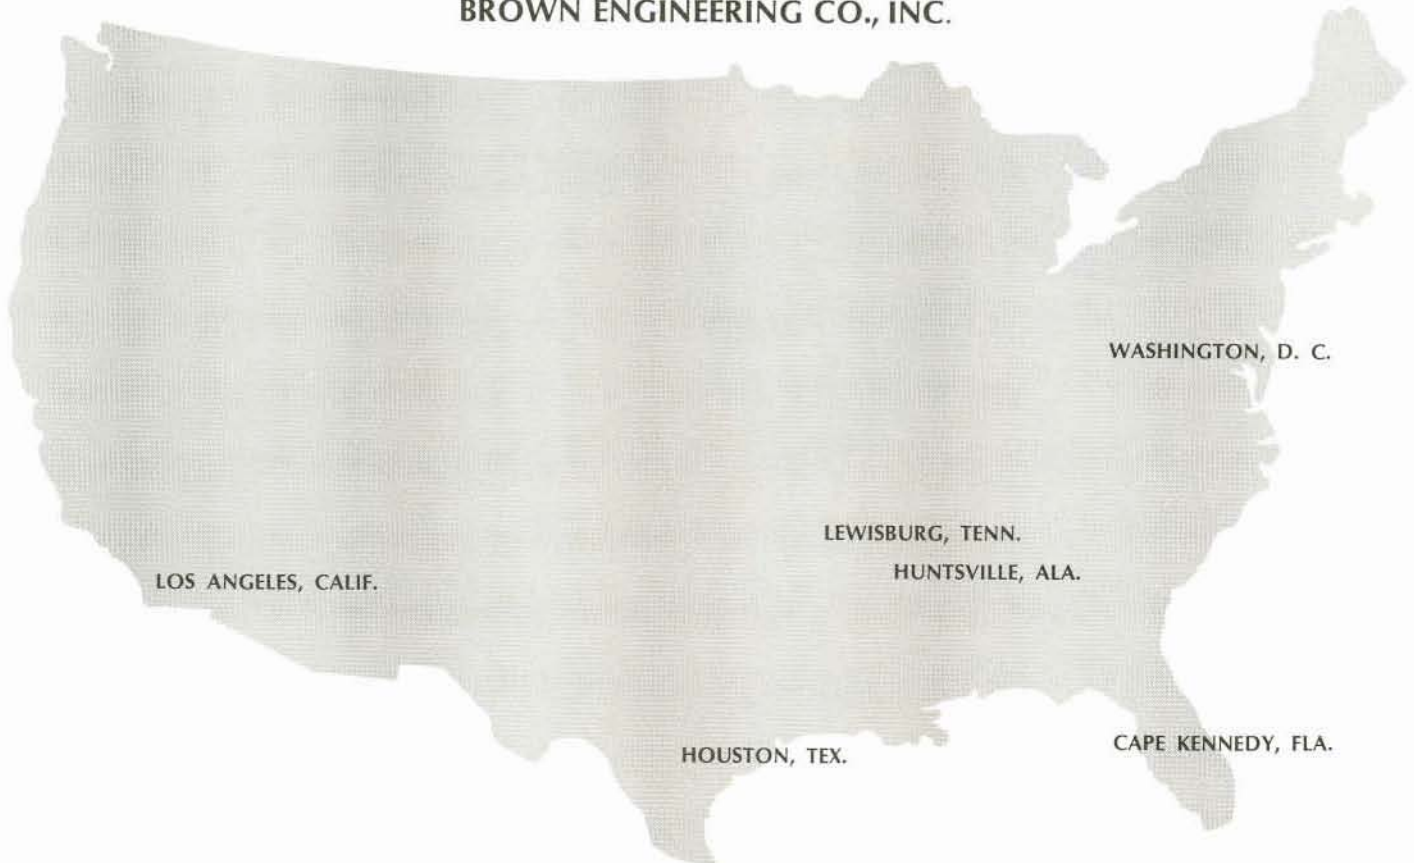 BROWN ENGINEERING CO., INC.
WASHINGTON, D. C.
LEWISBURG, TENN.
HUNTSVILLE, ALA.
LOS ANGELES, CALIF.
CAPE KENNEDY, FLA.
HOUSTON, TEX.